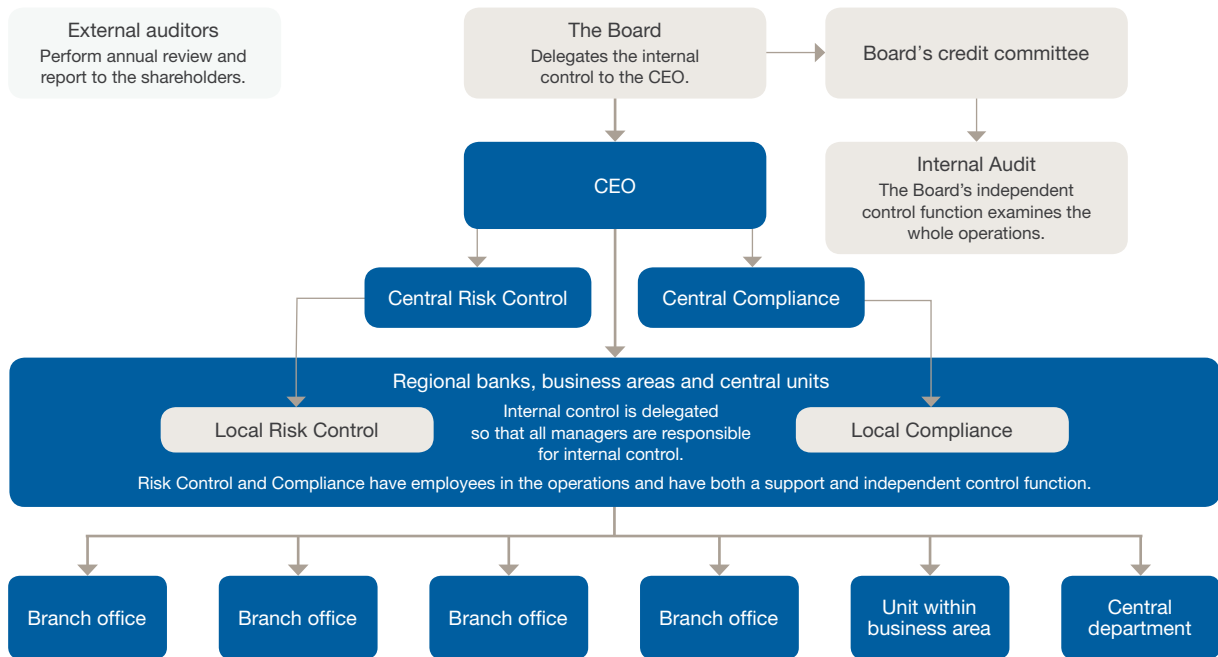 External auditors
Perform annual review and
report to the shareholders.
The Board
Delegates the internal
control to the CEO.
Board’s credit committee
CEO
Internal Audit
The Board’s independent
control function examines the
whole operations.
Central Risk Control
Central Compliance
Regional banks, business areas and central units
Local Risk Control
Internal control is delegated
so that all managers are responsible
for internal control.
Local Compliance
Risk Control and Compliance have employees in the operations and have both a support and independent control function.
Branch office
Branch office
Branch office
Branch office
Unit within
business area
Central
department